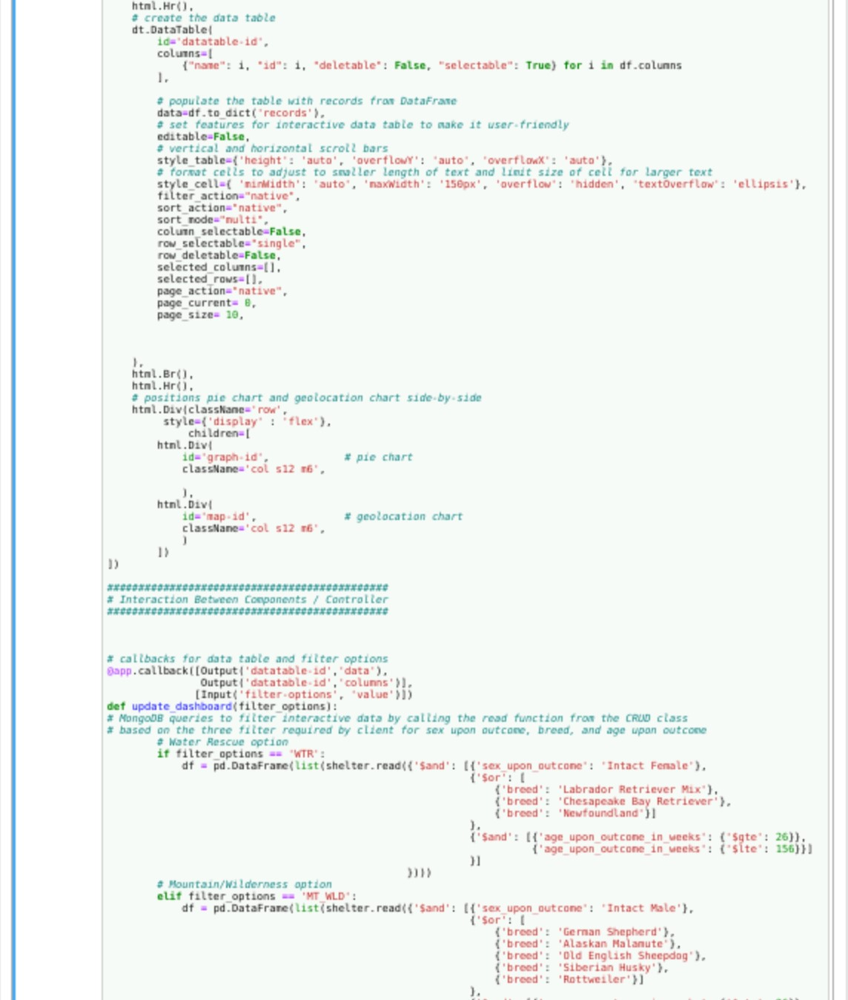 html.Hr(),
# create the data table
dt.DataTable(
id='datatable-id',
columns=[
{"name": i, "id": i, "deletable": False, "selectable": True} for i in df.columns
],
# populate the table with records from DataFrame
data=df.to_dict('records'),
# set features for interactive data table to make it user-friendly
editable=False,
# vertical and horizontal scroll bars
style_table={'height': 'auto', 'overflowY': 'auto', 'overflowX': 'auto'},
# format cells to adjust to smaller length of text and limit size of cell for larger text
style_cell={ 'minWidth': 'auto', 'maxWidth': '150px', 'overflow': 'hidden', 'textOverflow': 'ellipsis'},
filter_action="native",
sort_action="native",
sort_mode="multi",
column_selectable=False,
row_selectable="single",
row_deletable=False,
selected_columns=[],
selected_rows=[],
page_action="native",
page_current= 0,
page_size= 10,
),
html.Br(),
html.Hr(),
# positions pie chart and geolocation chart side-by-side
html.Div(className='row',
style={'display' : 'flex'},
children=[
html.Div(
id='graph-id', # pie chart
className='col s12 m6',
),
html.Div(
id='map-id', # geolocation chart
className='col s12 m6',
)
])
])
#############################################
# Interaction Between Components / Controller
#############################################
# callbacks for data table and filter options
@app.callback([Output('datatable-id','data'),
Output('datatable-id','columns')],
[Input('filter-options', 'value')])
def update_dashboard(filter_options):
# MongoDB queries to filter interactive data by calling the read function from the CRUD class
# based on the three filter required by client for sex upon outcome, breed, and age upon outcome
# Water Rescue option
if filter_options == 'WTR':
df = pd.DataFrame(list(shelter.read({'$and': [{'sex_upon_outcome': 'Intact Female'},
{'$or': [
{'breed': 'Labrador Retriever Mix'},
{'breed': 'Chesapeake Bay Retriever'},
{'breed': 'Newfoundland'}]
},
{'$and': [{'age_upon_outcome_in_weeks': {'$gte': 26}},
{'age_upon_outcome_in_weeks': {'$lte': 156}}]
}]
})))
# Mountain/Wilderness option
elif filter_options == 'MT_WLD':
df = pd.DataFrame(list(shelter.read({'$and': [{'sex_upon_outcome': 'Intact Male'},
{'$or': [
{'breed': 'German Shepherd'},
{'breed': 'Alaskan Malamute'},
{'breed': 'Old English Sheepdog'},
{'breed': 'Siberian Husky'},
{'breed': 'Rottweiler'}]
},